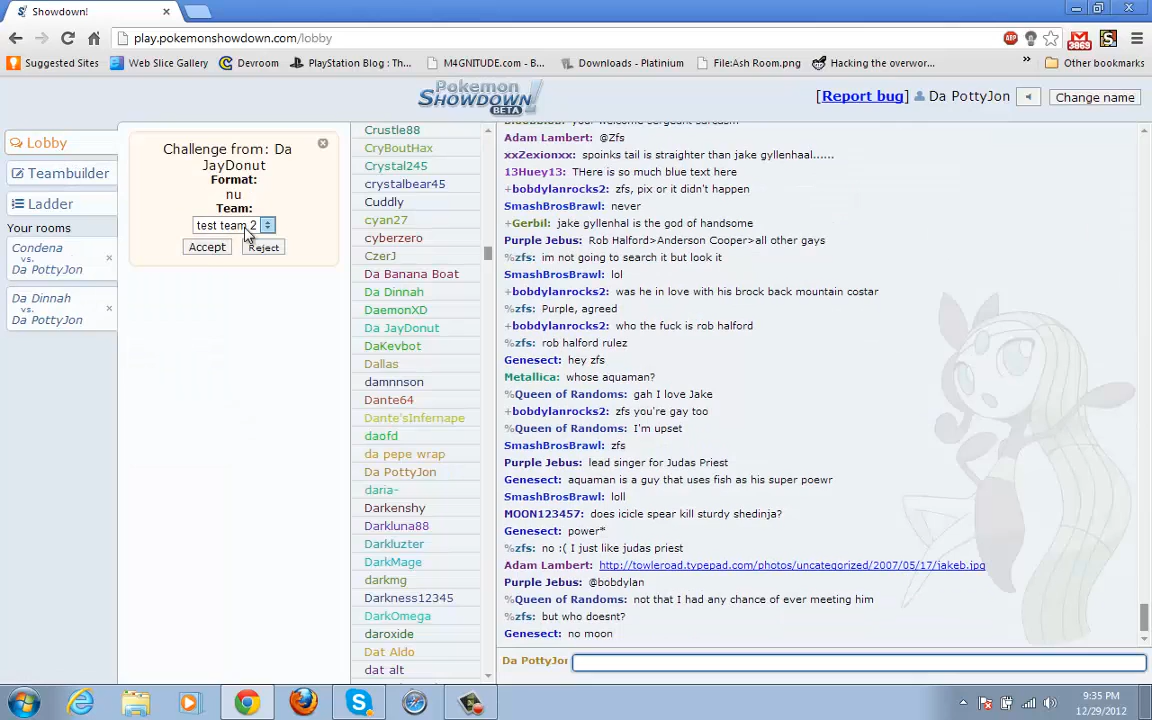 Showdown!
play.pokemonshowdown.com/lobby
ABP
3869
Suggested Sites
Web Slice Gallery
Devroom
PlayStation Blog : Th...
M4GNITUDE.com - B...
Downloads - Platinium
File:Ash Room.png
Hacking the overwor...
»
Other bookmarks
Pokemon
SHOWDOWN!
BETA
[Report bug]
Da PottyJon
Change name
Lobby
Teambuilder
Ladder
Your rooms
Condena
vs.
Da PottyJon
Da Dinnah
vs.
Da PottyJon
Challenge from: Da
JayDonut
Format:
nu
Team:
test team 2
Accept
Reject
Crustle88
CryBoutHax
Crystal245
crystalbear45
Cuddly
cyan27
cyberzero
CzerJ
Da Banana Boat
Da Dinnah
DaemonXD
Da JayDonut
DaKevbot
Dallas
damnnson
Dante64
Dante'sInfernape
daofd
da pepe wrap
Da PottyJon
daria-
Darkenshy
Darkluna88
Darkluzter
DarkMage
darkmg
Darkness12345
DarkOmega
daroxide
Dat Aldo
dat alt
Adam Lambert: @Zfs
xxZexionxx: spoinks tail is straighter than jake gyllenhaal......
13Huey13: THere is so much blue text here
+bobdylanrocks2: zfs, pix or it didn't happen
SmashBrosBrawl: never
+Gerbil: jake gyllenhal is the god of handsome
Purple Jebus: Rob Halford>Anderson Cooper>all other gays
%zfs: im not going to search it but look it
SmashBrosBrawl: lol
+bobdylanrocks2: was he in love with his brock back mountain costar
%zfs: Purple, agreed
+bobdylanrocks2: who the fuck is rob halford
%zfs: rob halford rulez
Genesect: hey zfs
Metallica: whose aquaman?
%Queen of Randoms: gah I love Jake
+bobdylanrocks2: zfs you're gay too
%Queen of Randoms: I'm upset
SmashBrosBrawl: zfs
Purple Jebus: lead singer for Judas Priest
Genesect: aquaman is a guy that uses fish as his super poewr
SmashBrosBrawl: loll
MOON123457: does icicle spear kill sturdy shedinja?
Genesect: power*
%zfs: no :( I just like judas priest
Adam Lambert: http://towleroad.typepad.com/photos/uncategorized/2007/05/17/jakeb.jpg
Purple Jebus: @bobdylan
%Queen of Randoms: not that I had any chance of ever meeting him
%zfs: but who doesnt?
Genesect: no moon
Da PottyJon
9:35 PM
12/29/2012